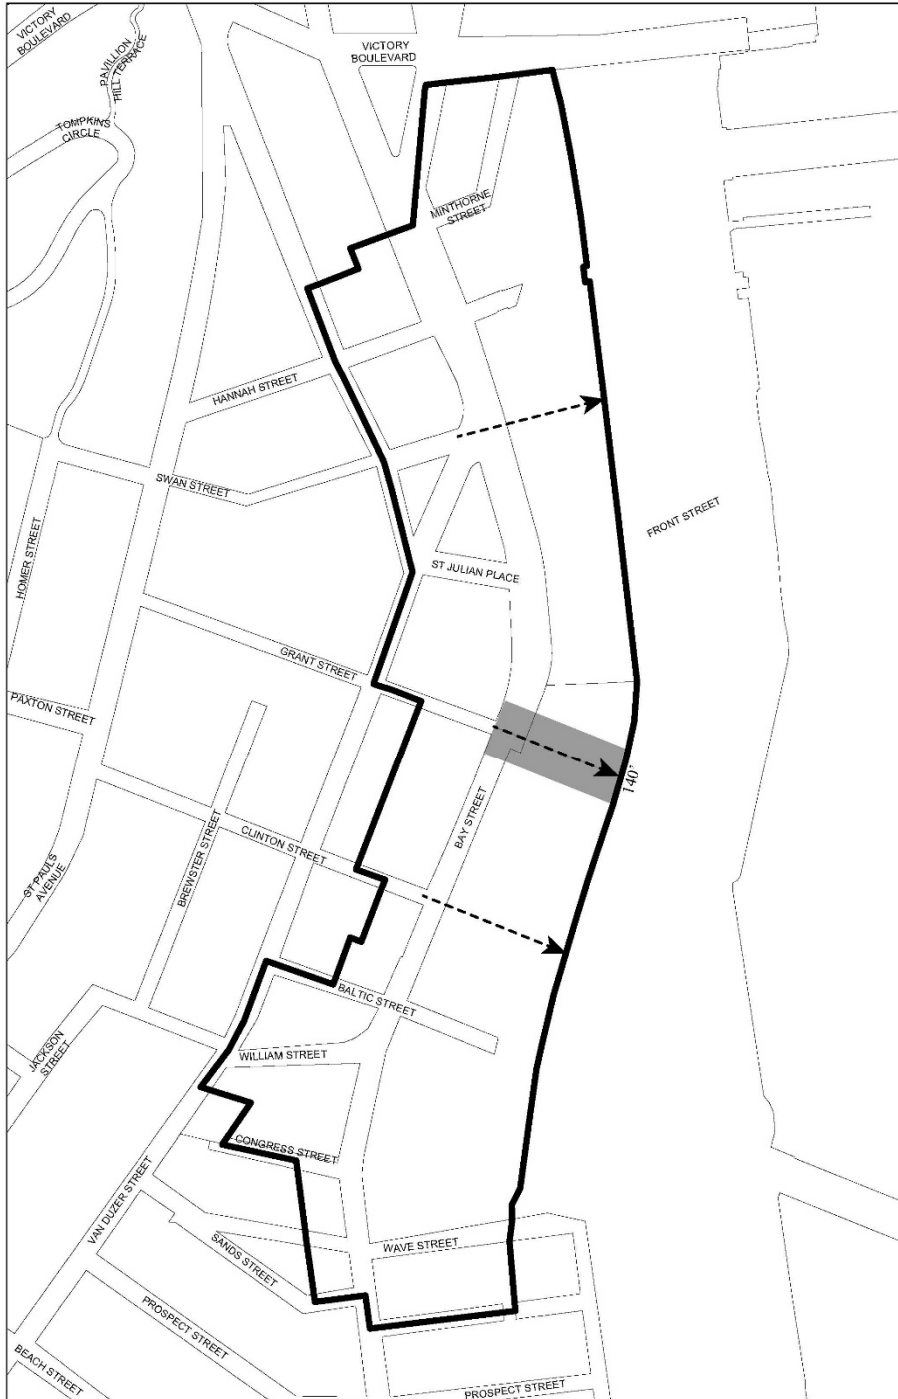 VICTORY
BOULEVARD
PAVILLION
HILL TERRACE
VICTORY
BOULEVARD
TOMPKINS
CIRCLE
MINTHORNE
STREET
HANNAH STREET
SWAN STREET
FRONT STREET
HOMER STREET
ST JULIAN PLACE
GRANT STREET
PAXTON STREET
140'
BAY STREET
CLINTON STREET
BREWSTER STREET
ST PAULS
AVENUE
BALTIC STREET
JACKSON
STREET
WILLIAM STREET
CONGRESS STREET
VAN DUZER STREET
WAVE STREET
SANDS STREET
PROSPECT STREET
BEACH STREET
PROSPECT STREET